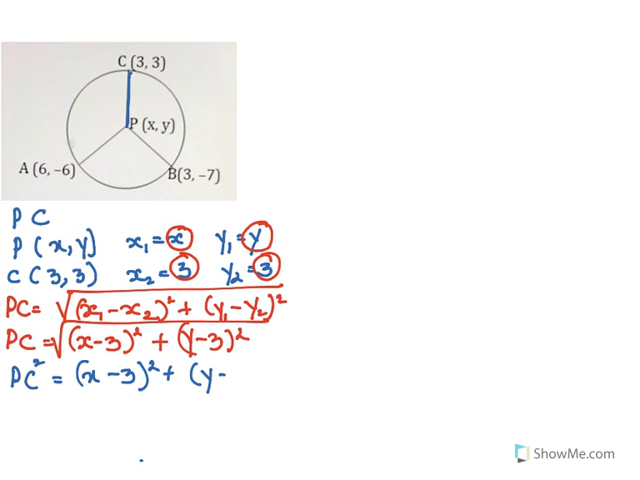 C (3, 3)
P (x, y)
A (6, –6)
B(3, –7)
PC
P(x,y) x₁ = x y₁ = y
C(3,3) x₂ = 3 y₂ = 3
PC = √(x₁ – x₂)² + (y₁ – y₂)²
PC = √(x–3)² + (y–3)²
PC² = (x – 3)² + (y –
ShowMe.com